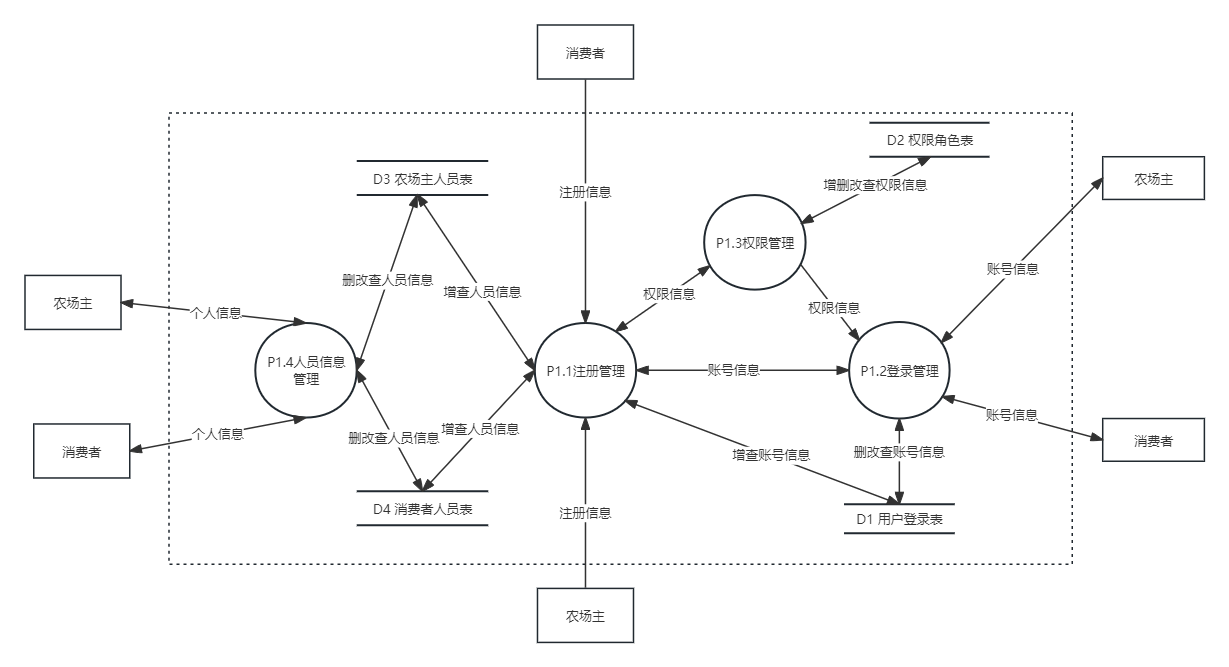 消费者
D2 权限角色表
D3 农场主人员表
农场主
增删改查权限信息
注册信息
P1.3权限管理
账号信息
删改查人员信息
增查人员信息
权限信息
农场主
个人信息
权限信息
P1.4人员信息
管理
P1.1注册管理
账号信息
P1.2登录管理
账号信息
个人信息
删改查人员信息
增查人员信息
消费者
消费者
增查账号信息
删改查账号信息
D4 消费者人员表
注册信息
D1 用户登录表
农场主